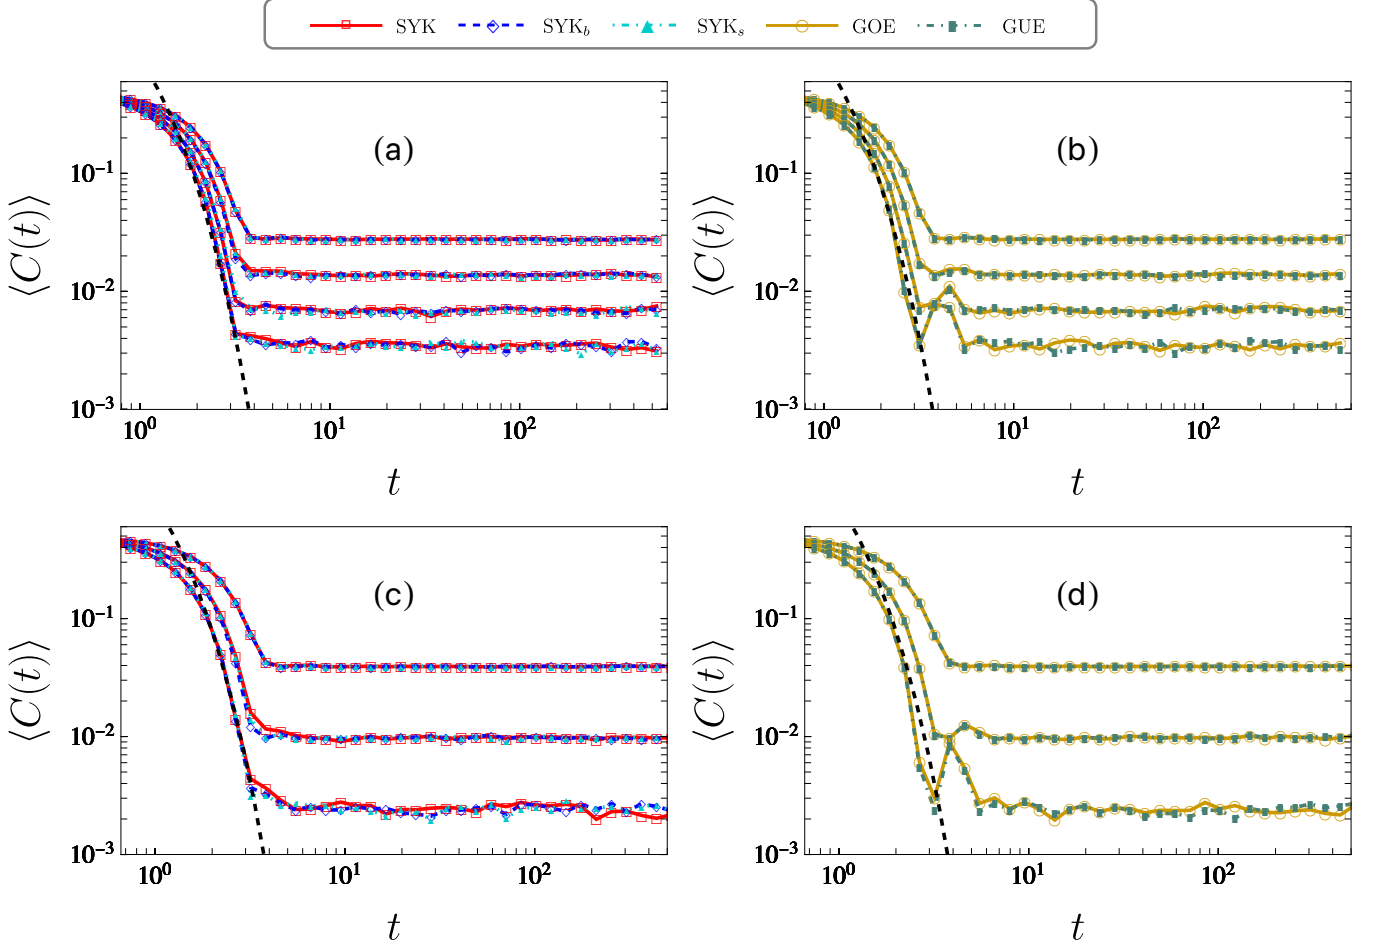 SYK SYK_b SYK_s GOE GUE
(a)
(b)
10^{-1} 10^{-1}
⟨C(t)⟩ ⟨C(t)⟩
10^{-2} 10^{-2}
10^{-3} 10^{-3}
10^0 10^1 10^2 10^0 10^1 10^2
t t
(c)
(d)
10^{-1} 10^{-1}
⟨C(t)⟩ ⟨C(t)⟩
10^{-2} 10^{-2}
10^{-3} 10^{-3}
10^0 10^1 10^2 10^0 10^1 10^2
t t